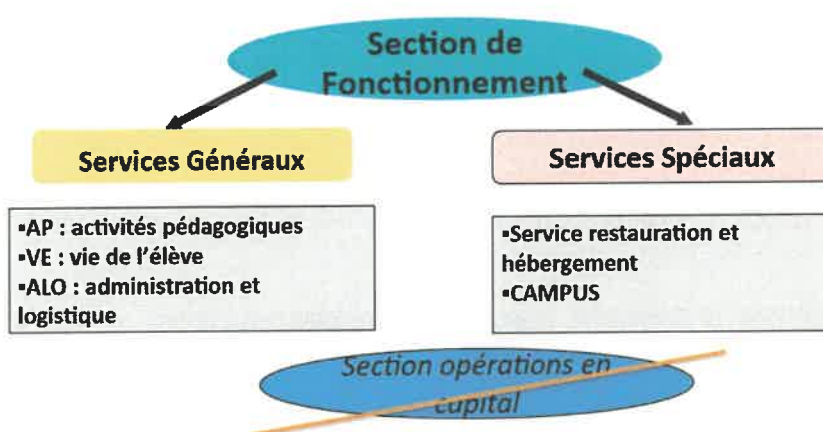 Section de
Fonctionnement
Services Généraux
▪AP : activités pédagogiques
▪VE : vie de l'élève
▪ALO : administration et
logistique
Services Spéciaux
▪Service restauration et
hébergement
▪CAMPUS
Section opérations en
capital